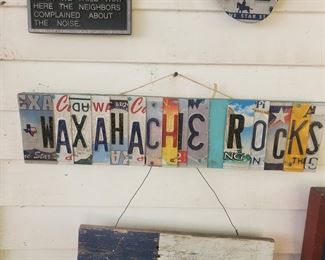 HERE THE NEIGHBORS
COMPLAINED ABOUT
THE NOISE.
WAXAHACHIE ROCKS